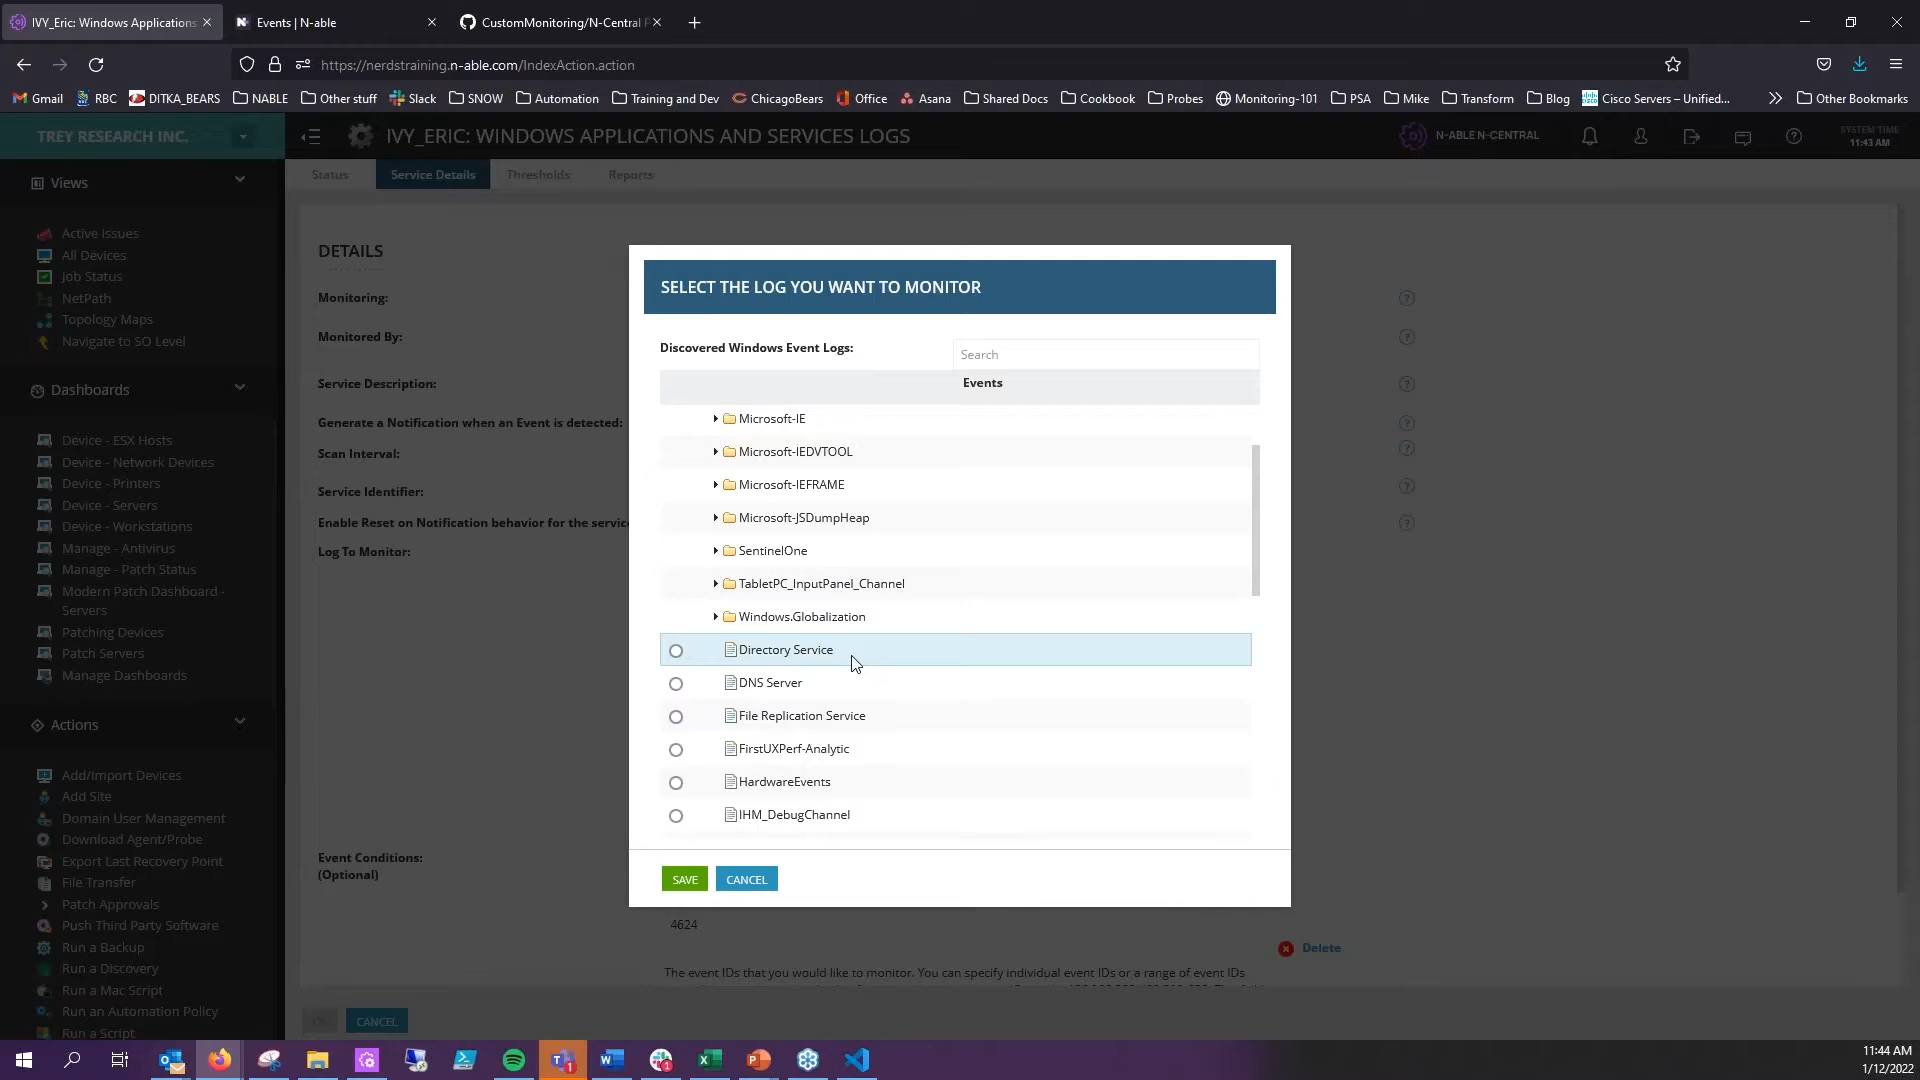 IVY_Eric: Windows Applications
Events | N-able
CustomMonitoring/N-Central P
https://nerdstraining.n-able.com/IndexAction.action
Gmail
RBC
DITKA_BEARS
NABLE
Other stuff
Slack
SNOW
Automation
Training and Dev
ChicagoBears
Office
Asana
Shared Docs
Cookbook
Probes
Monitoring-101
PSA
Mike
Transform
Blog
Cisco Servers – Unified...
Other Bookmarks
TREY RESEARCH INC.
IVY_ERIC: WINDOWS APPLICATIONS AND SERVICES LOGS
N-ABLE N-CENTRAL
SYSTEM TIME
11:43 AM
Views
Active Issues
All Devices
Job Status
NetPath
Topology Maps
Navigate to SO Level
Dashboards
Device - ESX Hosts
Device - Network Devices
Device - Printers
Device - Servers
Device - Workstations
Manage - Antivirus
Manage - Patch Status
Modern Patch Dashboard -
Servers
Patching Devices
Patch Servers
Manage Dashboards
Actions
Add/Import Devices
Add Site
Domain User Management
Download Agent/Probe
Export Last Recovery Point
File Transfer
Patch Approvals
Push Third Party Software
Run a Backup
Run a Discovery
Run a Mac Script
Run an Automation Policy
Run a Script
Status
Service Details
Thresholds
Reports
DETAILS
Monitoring:
Monitored By:
Service Description:
Generate a Notification when an Event is detected:
Scan Interval:
Service Identifier:
Enable Reset on Notification behavior for the service
Log To Monitor:
Event Conditions:
(Optional)
SELECT THE LOG YOU WANT TO MONITOR
Discovered Windows Event Logs:
Search
Events
Microsoft-IE
Microsoft-IEDVTOOL
Microsoft-IEFRAME
Microsoft-JSDumpHeap
SentinelOne
TabletPC_InputPanel_Channel
Windows.Globalization
Directory Service
DNS Server
File Replication Service
FirstUXPerf-Analytic
HardwareEvents
IHM_DebugChannel
SAVE
CANCEL
4624
Delete
The event IDs that you would like to monitor. You can specify individual event IDs or a range of event IDs
CANCEL
11:44 AM
1/12/2022